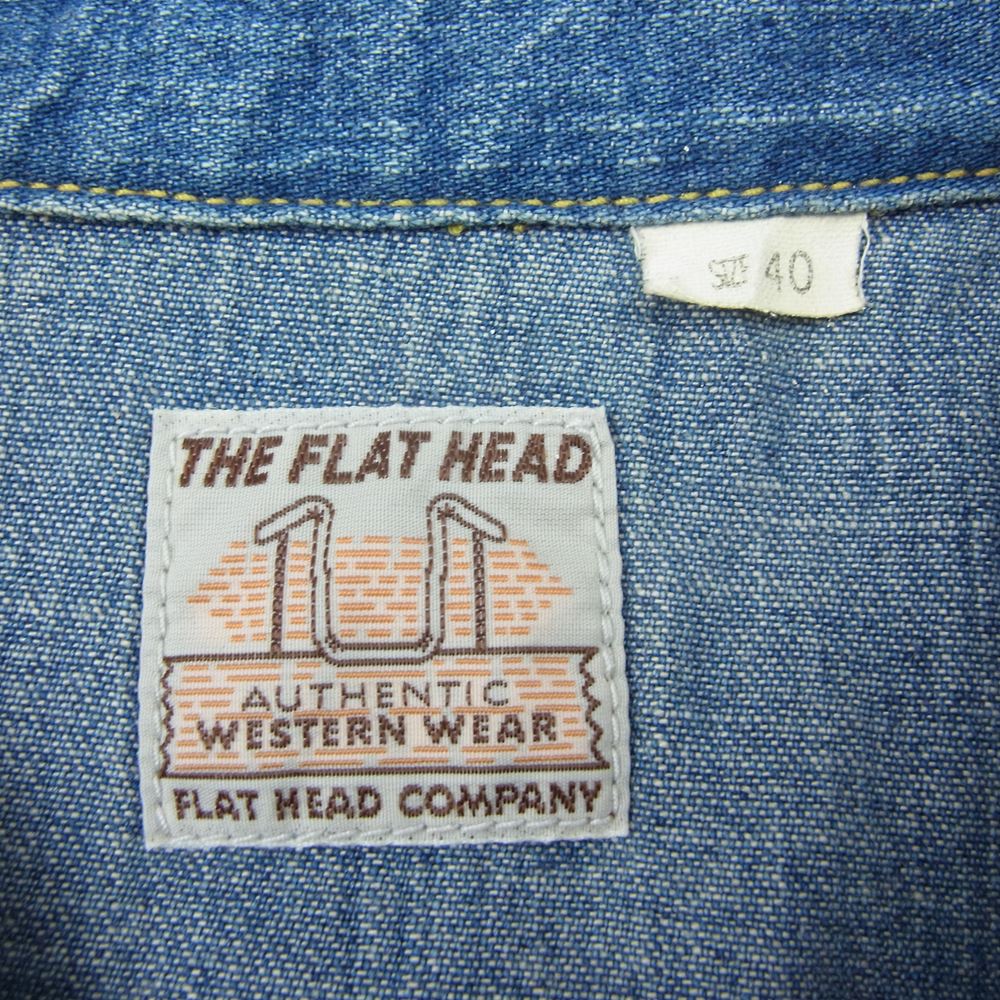 SIZE 40
THE FLAT HEAD
AUTHENTIC
WESTERN WEAR
FLAT HEAD COMPANY